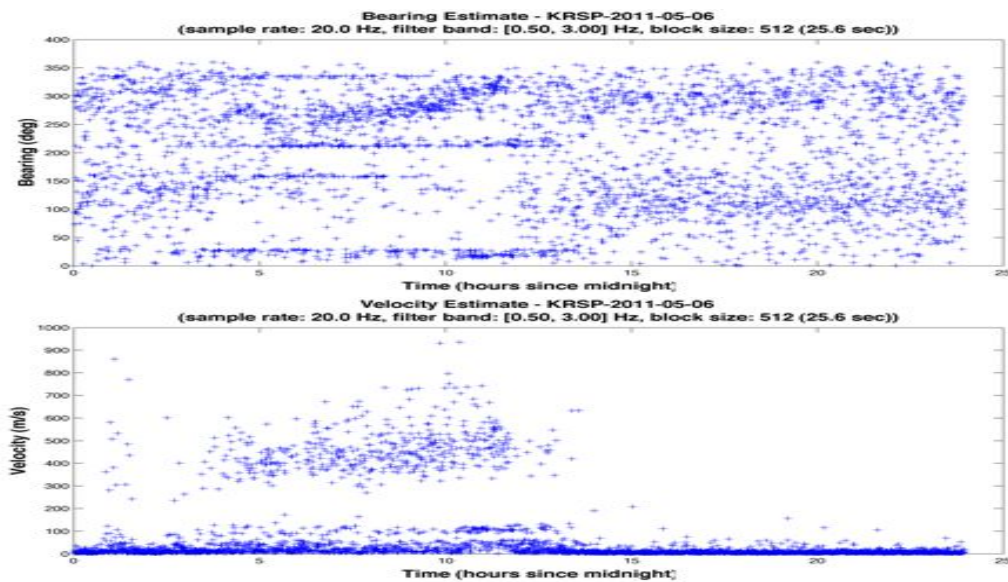 Bearing Estimate - KRSP-2011-05-06
(sample rate: 20.0 Hz, filter band: [0.50, 3.00] Hz, block size: 512 (25.6 sec))
400
350
300
250
200
150
100
50
0
Bearing (deg)
0 5 10 15 20 25
Time (hours since midnight)
Velocity Estimate - KRSP-2011-05-06
(sample rate: 20.0 Hz, filter band: [0.50, 3.00] Hz, block size: 512 (25.6 sec))
1000
900
800
700
600
500
400
300
200
100
0
Velocity (m/s)
0 5 10 15 20 25
Time (hours since midnight)